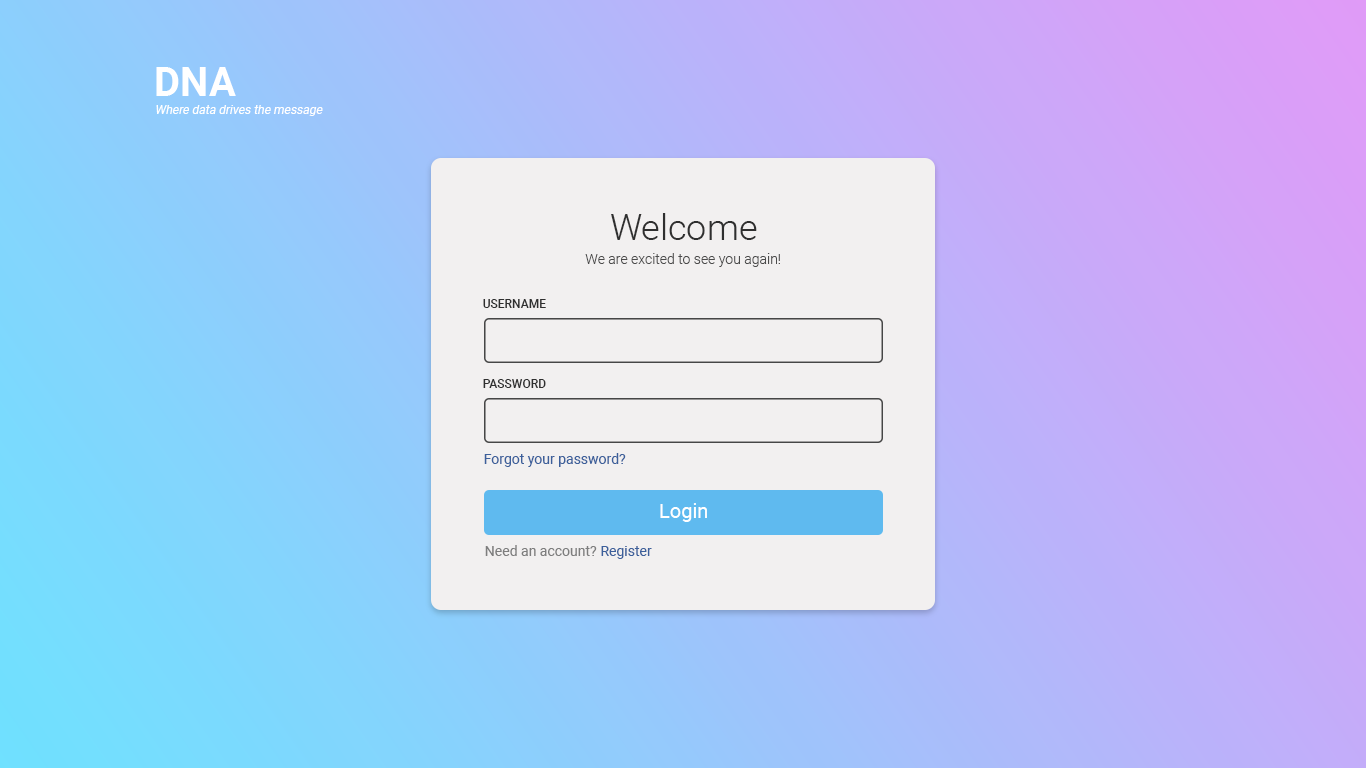 DNA
Where data drives the message
Welcome
We are excited to see you again!
USERNAME
PASSWORD
Forgot your password?
Login
Need an account? Register